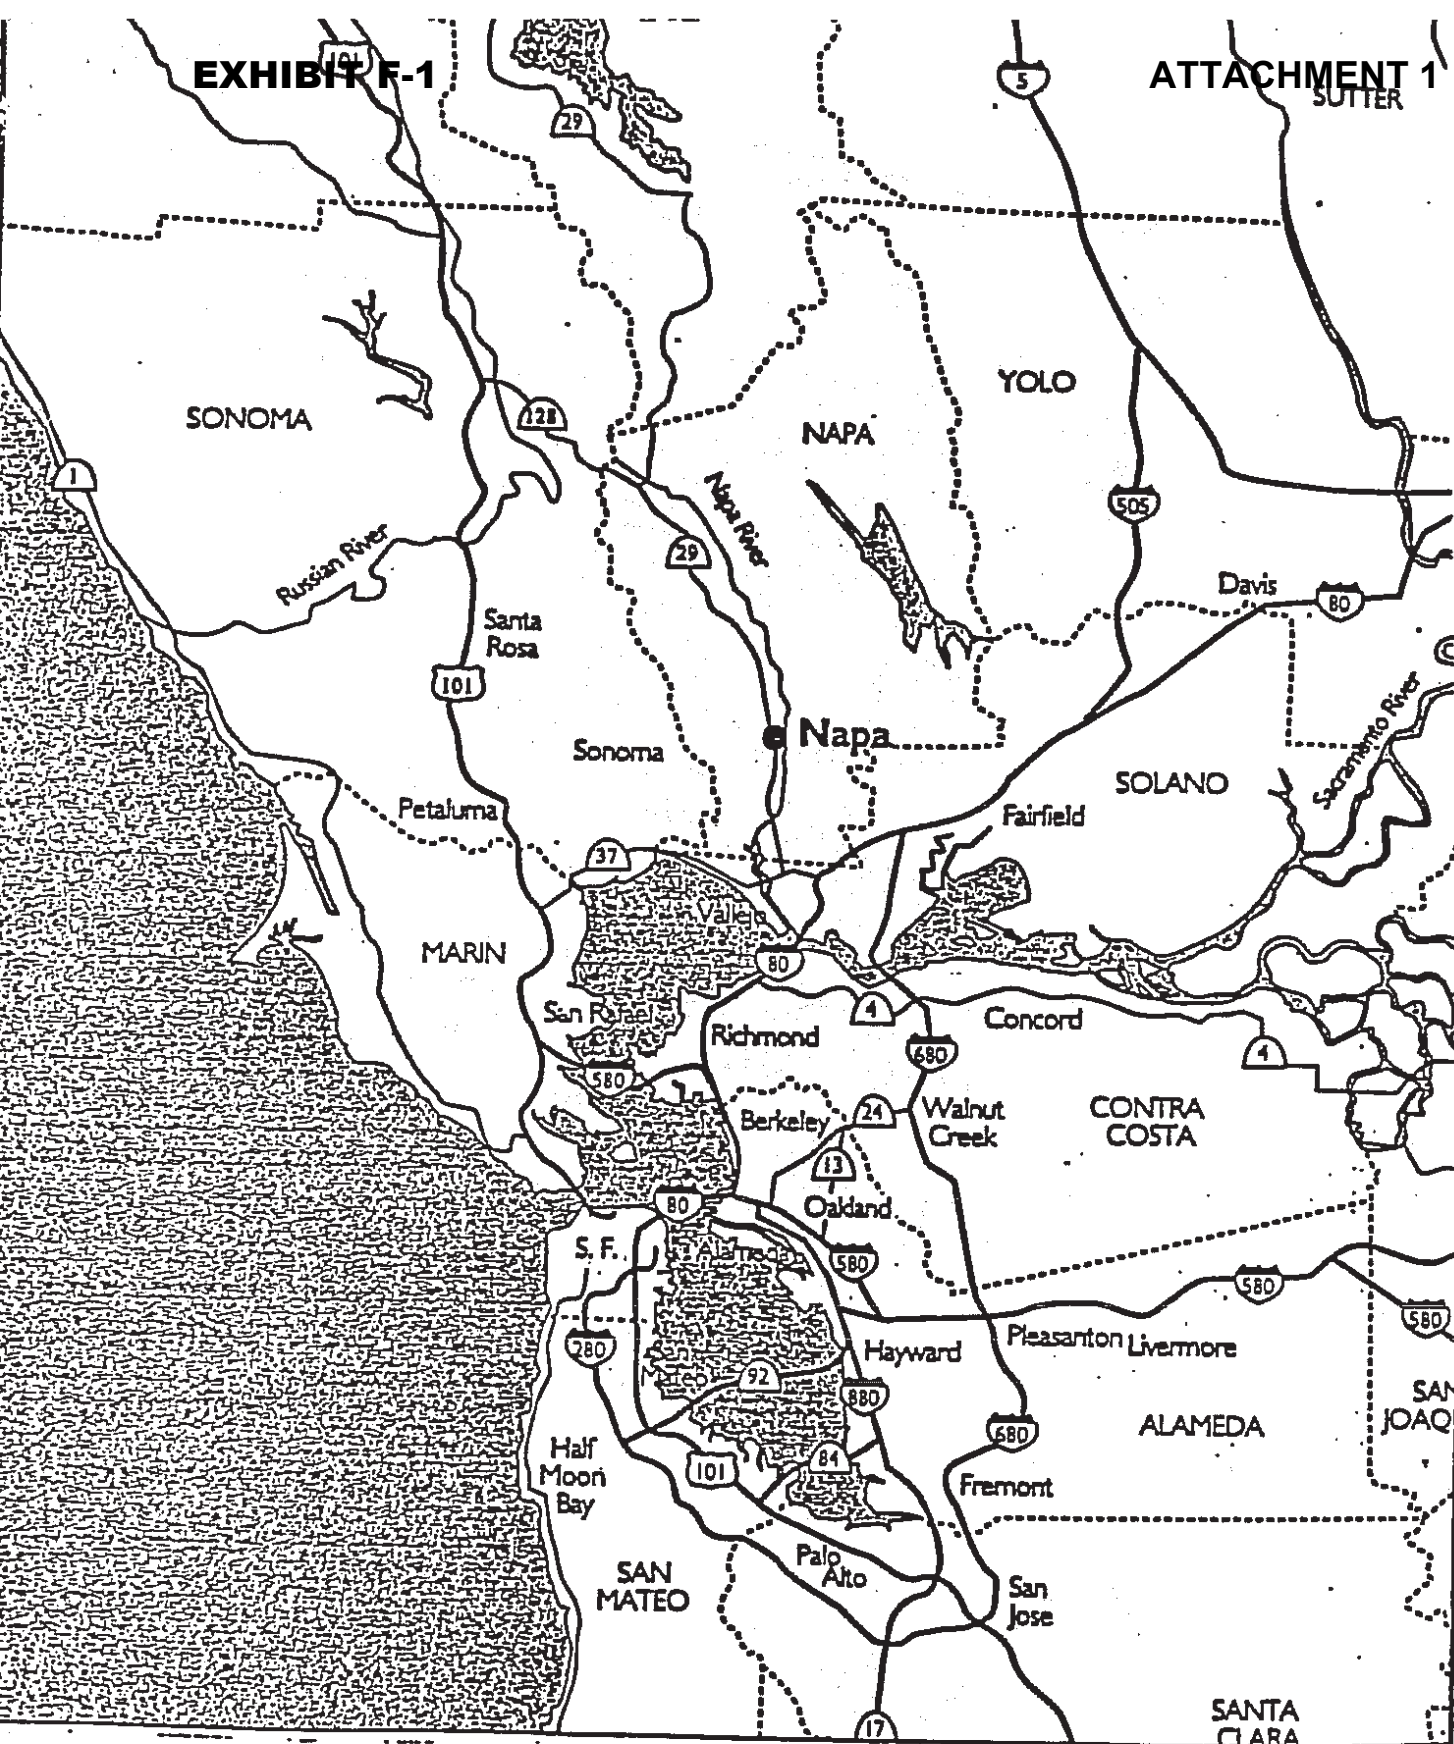 101
EXHIBIT F-1
ATTACHMENT 1
5
SUTTER
29
YOLO
SONOMA
128
NAPA
1
Napa River
505
29
Russian River
Davis
80
Santa
Rosa
101
Sacramento River
Napa
Sonoma
SOLANO
Petaluma
Fairfield
37
Vallejo
MARIN
80
San Rafael
4
Concord
Richmond
680
4
580
Berkeley
24
Walnut
Creek
CONTRA
COSTA
13
80
Oakland
S. F.
Alameda
580
580
580
280
Hayward
Pleasanton
Livermore
San
Mateo
92
880
SAN
JOAQ
680
ALAMEDA
Half
Moon
Bay
101
84
Fremont
Palo
Alto
SAN
MATEO
San
Jose
17
SANTA
CLARA